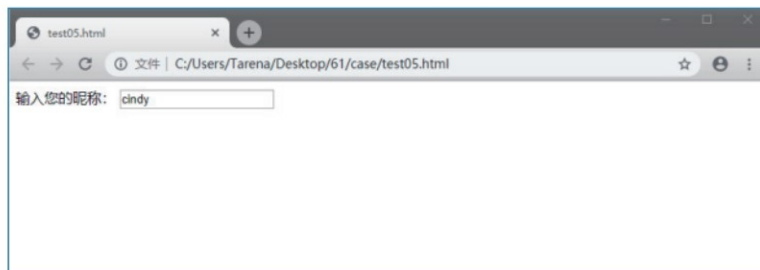 test05.html
文件 | C:/Users/Tarena/Desktop/61/case/test05.html
输入您的昵称： cindy